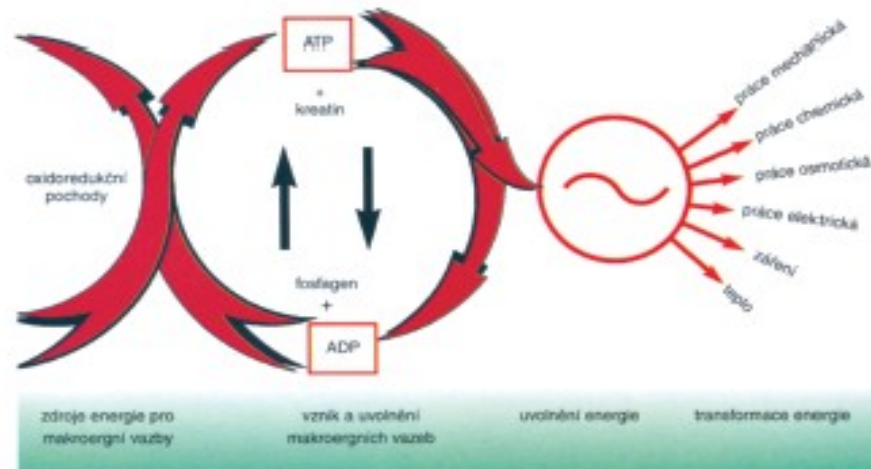 ATP
+
kreatin
oxidoredukční
pochody
fosfagen
+
ADP
práce mechanická
práce chemická
práce osmotická
práce elektrická
záření
teplo
zdroje energie pro
makroergní vazby
vznik a uvolnění
makroergních vazeb
uvolnění energie
transformace energie